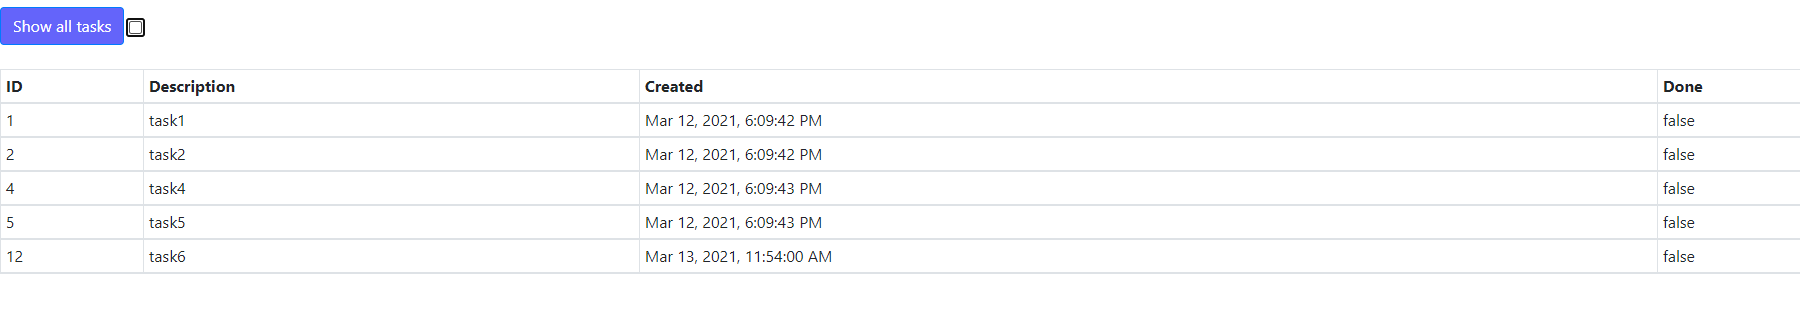 Show all tasks
ID Description Created Done
1 task1 Mar 12, 2021, 6:09:42 PM false
2 task2 Mar 12, 2021, 6:09:42 PM false
4 task4 Mar 12, 2021, 6:09:43 PM false
5 task5 Mar 12, 2021, 6:09:43 PM false
12 task6 Mar 13, 2021, 11:54:00 AM false